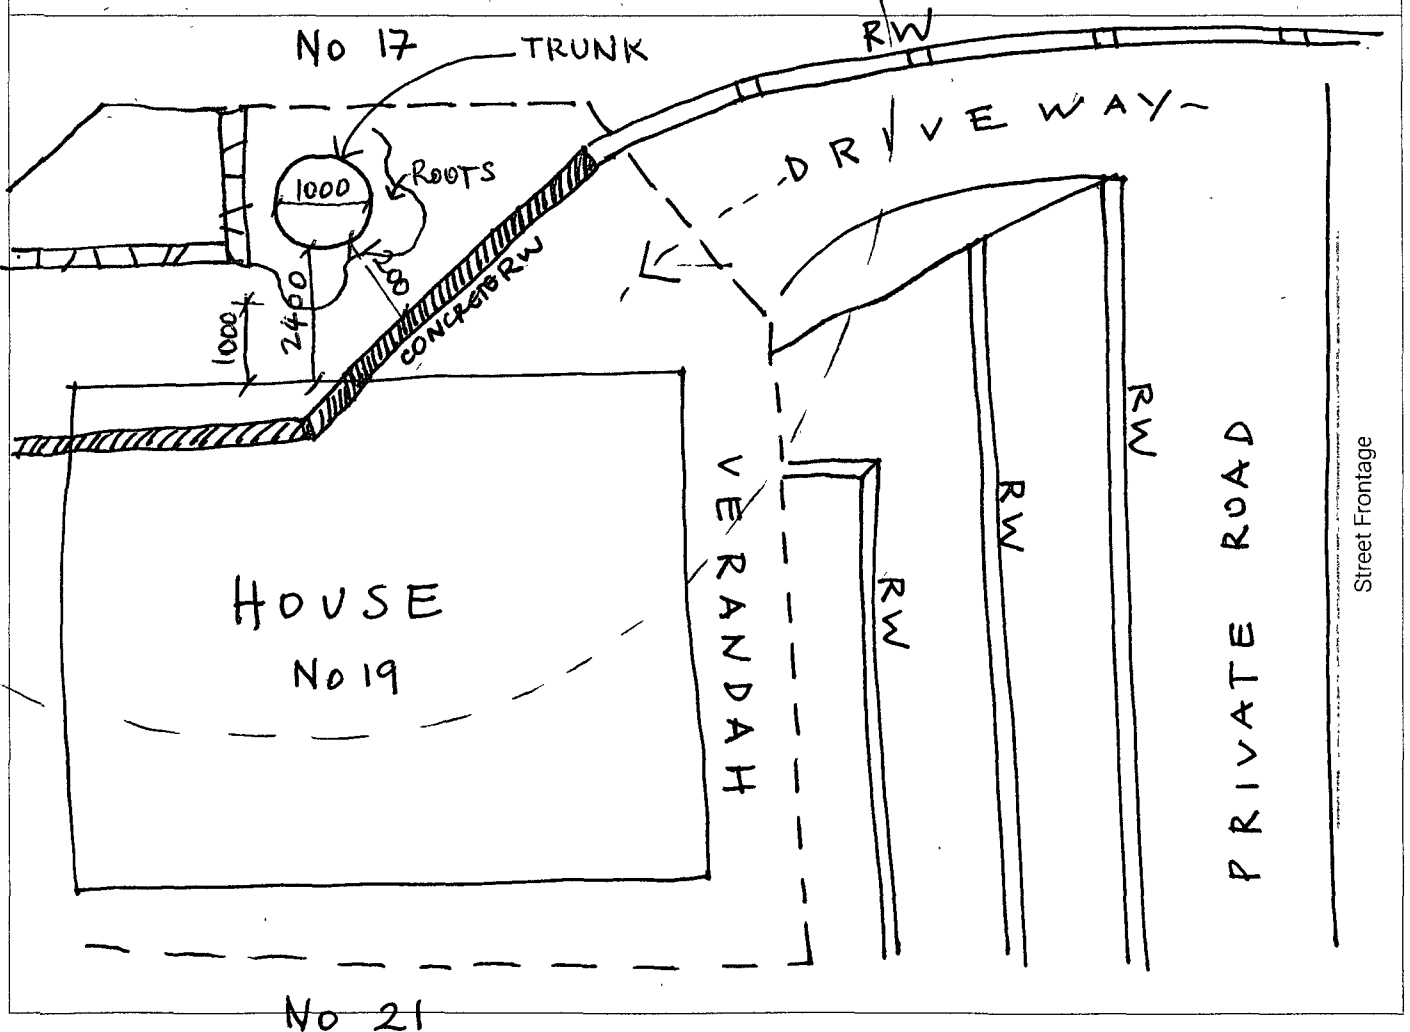 No 17
TRUNK
RW
DRIVEWAY
1000
ROOTS
CONCRETE RW
1000
2400
RW
RW
RW
VERANDAH
HOUSE
No 19
PRIVATE ROAD
Street Frontage
No 21